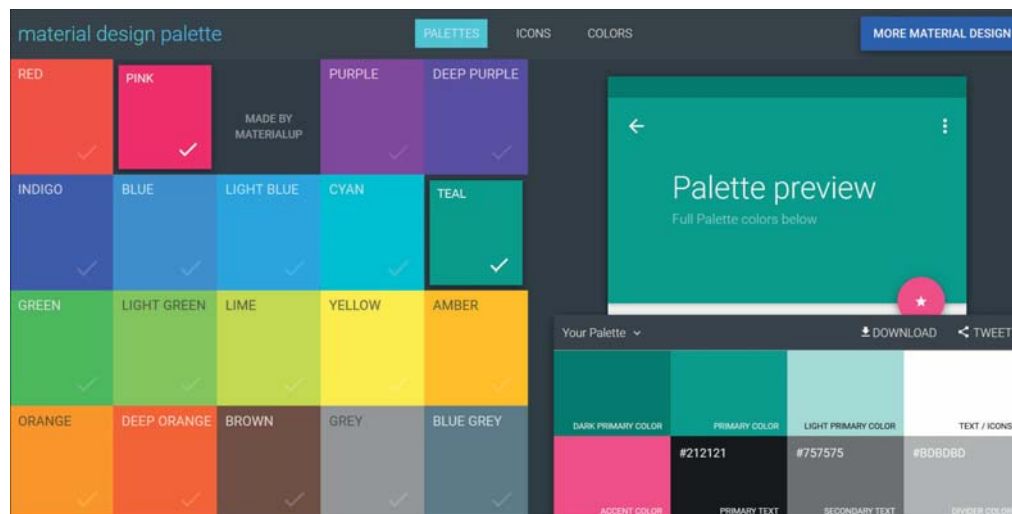 material design palette
PALETTES
ICONS
COLORS
MORE MATERIAL DESIGN
RED
PINK
MADE BY
MATERIALUP
PURPLE
DEEP PURPLE
INDIGO
BLUE
LIGHT BLUE
CYAN
TEAL
GREEN
LIGHT GREEN
LIME
YELLOW
AMBER
ORANGE
DEEP ORANGE
BROWN
GREY
BLUE GREY
Palette preview
Full Palette colors below
Your Palette
DOWNLOAD
TWEET
DARK PRIMARY COLOR
PRIMARY COLOR
LIGHT PRIMARY COLOR
TEXT / ICONS
#212121
#757575
#BDBDBD
ACCENT COLOR
PRIMARY TEXT
SECONDARY TEXT
DIVIDER COLOR